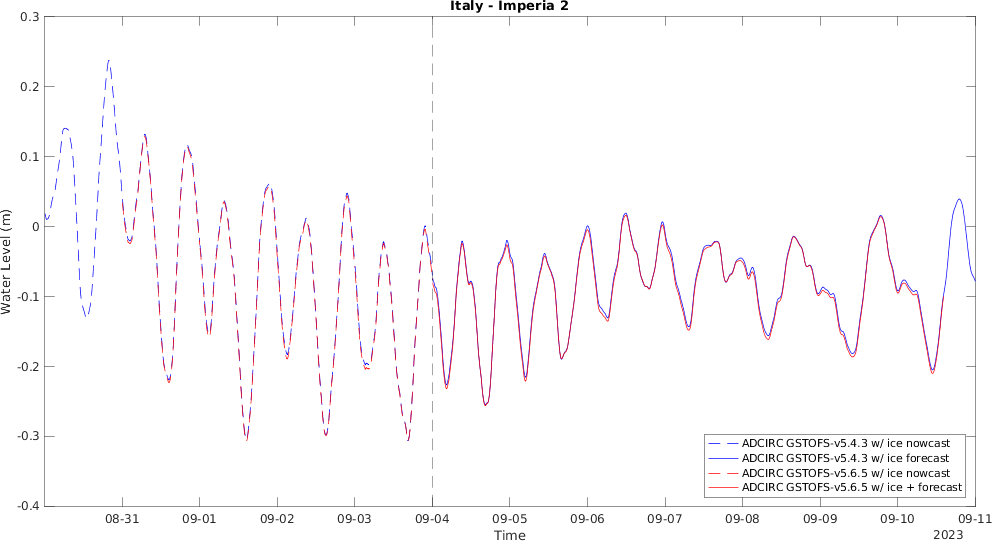 Italy - Imperia 2
0.3
0.2
0.1
0
-0.1
-0.2
-0.3
-0.4
Water Level (m)
08-31 09-01 09-02 09-03 09-04 09-05 09-06 09-07 09-08 09-09 09-10 09-11
Time
2023
ADCIRC GSTOFS-v5.4.3 w/ ice nowcast
ADCIRC GSTOFS-v5.4.3 w/ ice forecast
ADCIRC GSTOFS-v5.6.5 w/ ice nowcast
ADCIRC GSTOFS-v5.6.5 w/ ice + forecast